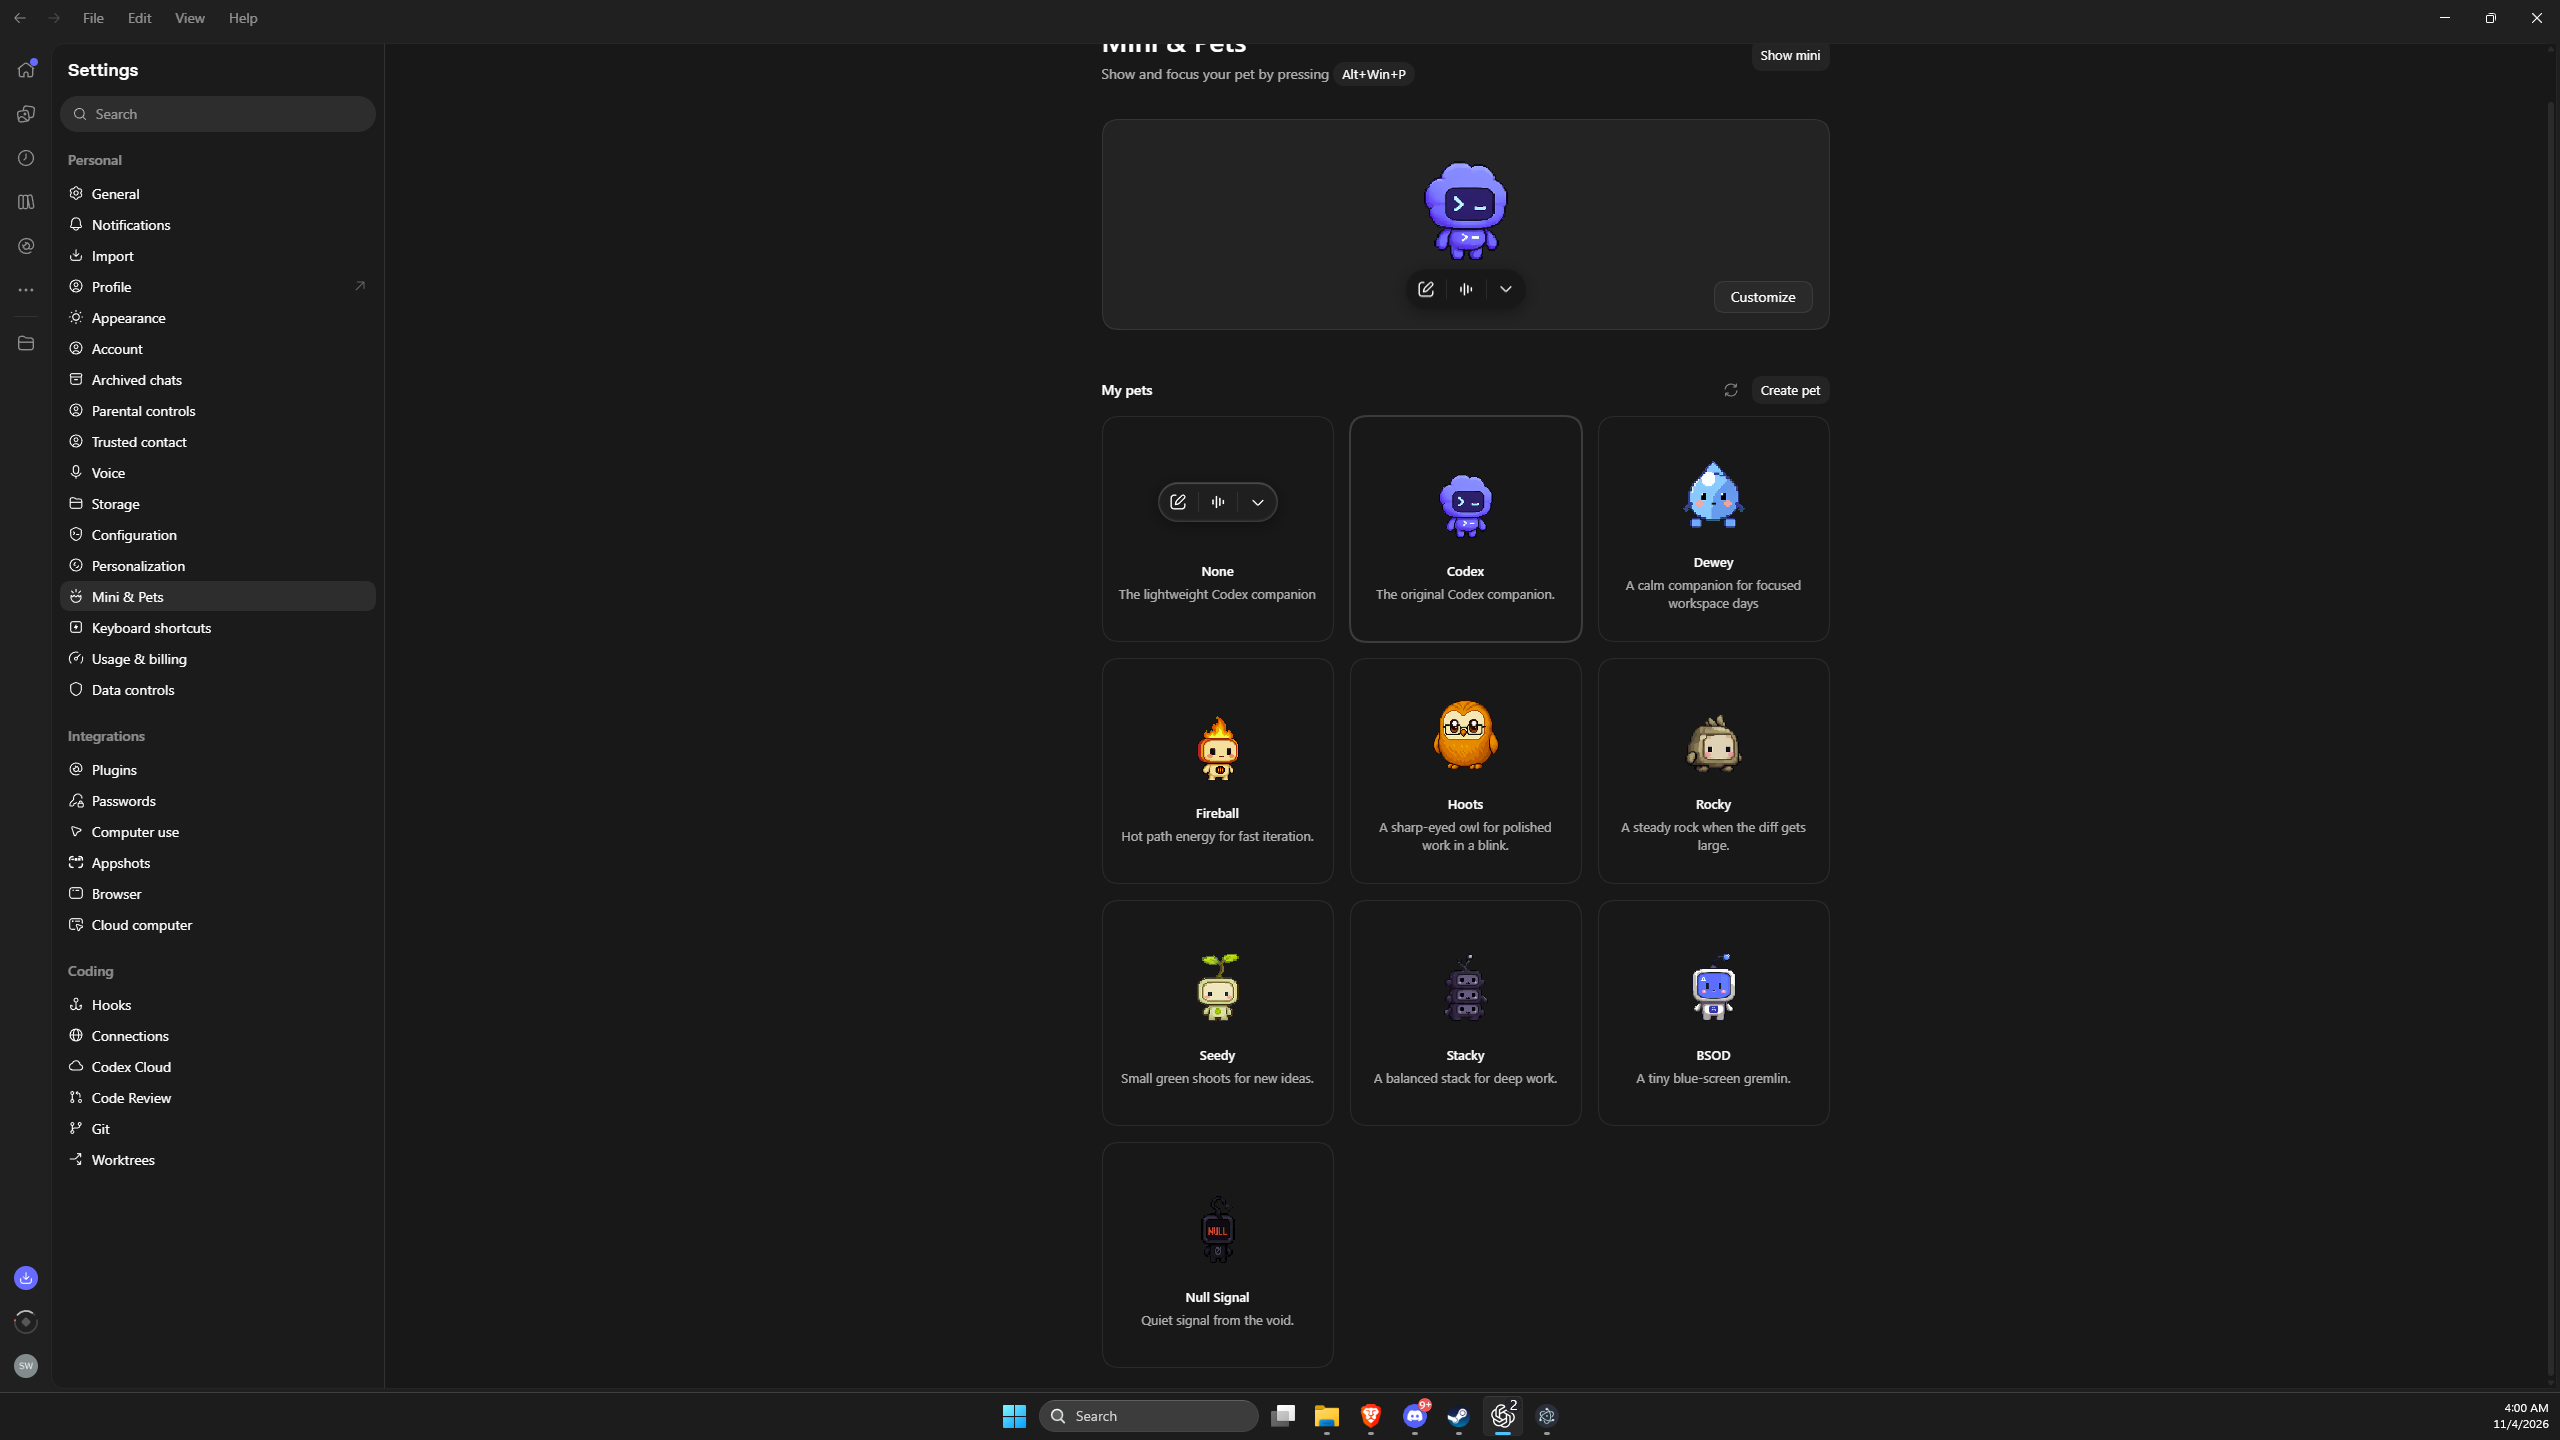 File Edit View Help
Settings
Search
Personal
General
Notifications
Import
Profile
Appearance
Account
Archived chats
Parental controls
Trusted contact
Voice
Storage
Configuration
Personalization
Mini & Pets
Keyboard shortcuts
Usage & billing
Data controls
Integrations
Plugins
Passwords
Computer use
Appshots
Browser
Cloud computer
Coding
Hooks
Connections
Codex Cloud
Code Review
Git
Worktrees
SW
Mini & Pets
Show mini
Show and focus your pet by pressing Alt+Win+P
Customize
My pets
Create pet
None
The lightweight Codex companion
Codex
The original Codex companion.
Dewey
A calm companion for focused
workspace days
Fireball
Hot path energy for fast iteration.
Hoots
A sharp-eyed owl for polished
work in a blink.
Rocky
A steady rock when the diff gets
large.
Seedy
Small green shoots for new ideas.
Stacky
A balanced stack for deep work.
BSOD
A tiny blue-screen gremlin.
NULL
Null Signal
Quiet signal from the void.
Search
9+
2
4:00 AM
11/4/2026